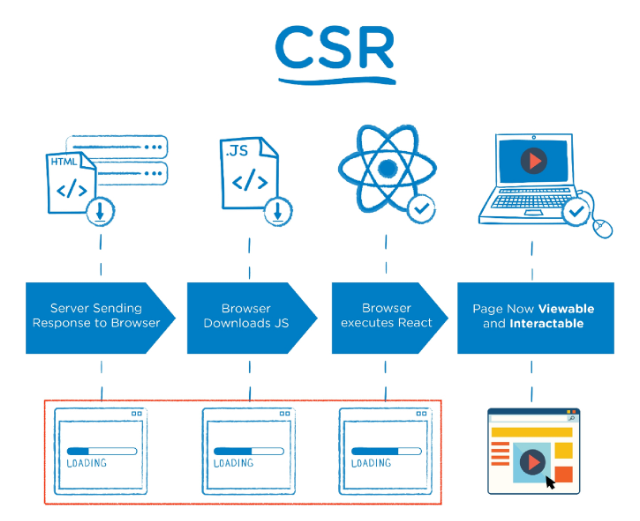 CSR
HTML
</>
.JS
</>
Server Sending
Response to Browser
Browser
Downloads JS
Browser
executes React
Page Now Viewable
and Interactable
LOADING
LOADING
LOADING